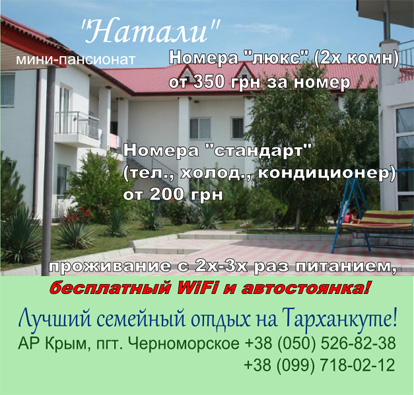 "Натали"
мини-пансионат
Номера "люкс" (2х комн)
от 350 грн за номер
Номера "стандарт"
(тел., холод., кондиционер)
от 200 грн
проживание с 2х-3х раз питанием,
бесплатный WiFi и автостоянка!
Лучший семейный отдых на Тарханкуте!
АР Крым, пгт. Черноморское +38 (050) 526-82-38
+38 (099) 718-02-12